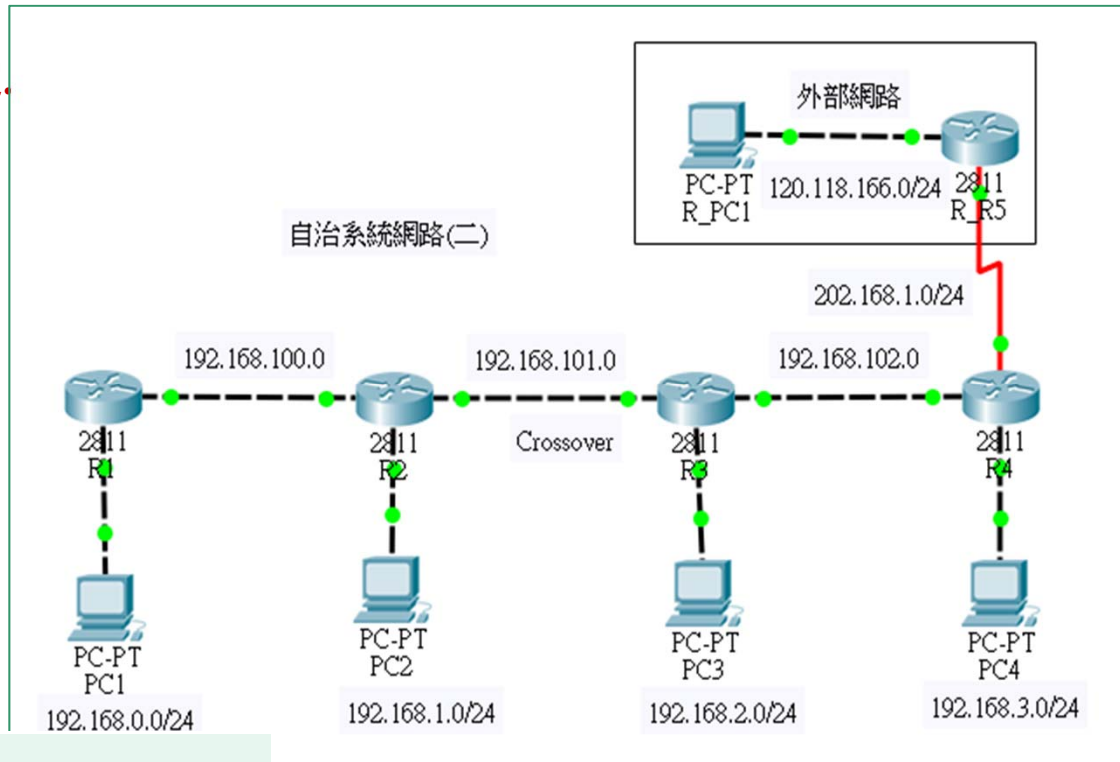 外部網路
PC-PT
R_PC1
120.118.166.0/24
2811
R_R5
自治系統網路(二)
202.168.1.0/24
192.168.100.0
192.168.101.0
192.168.102.0
2811
R1
2811
R2
Crossover
2811
R3
2811
R4
PC-PT
PC1
PC-PT
PC2
PC-PT
PC3
PC-PT
PC4
192.168.0.0/24
192.168.1.0/24
192.168.2.0/24
192.168.3.0/24